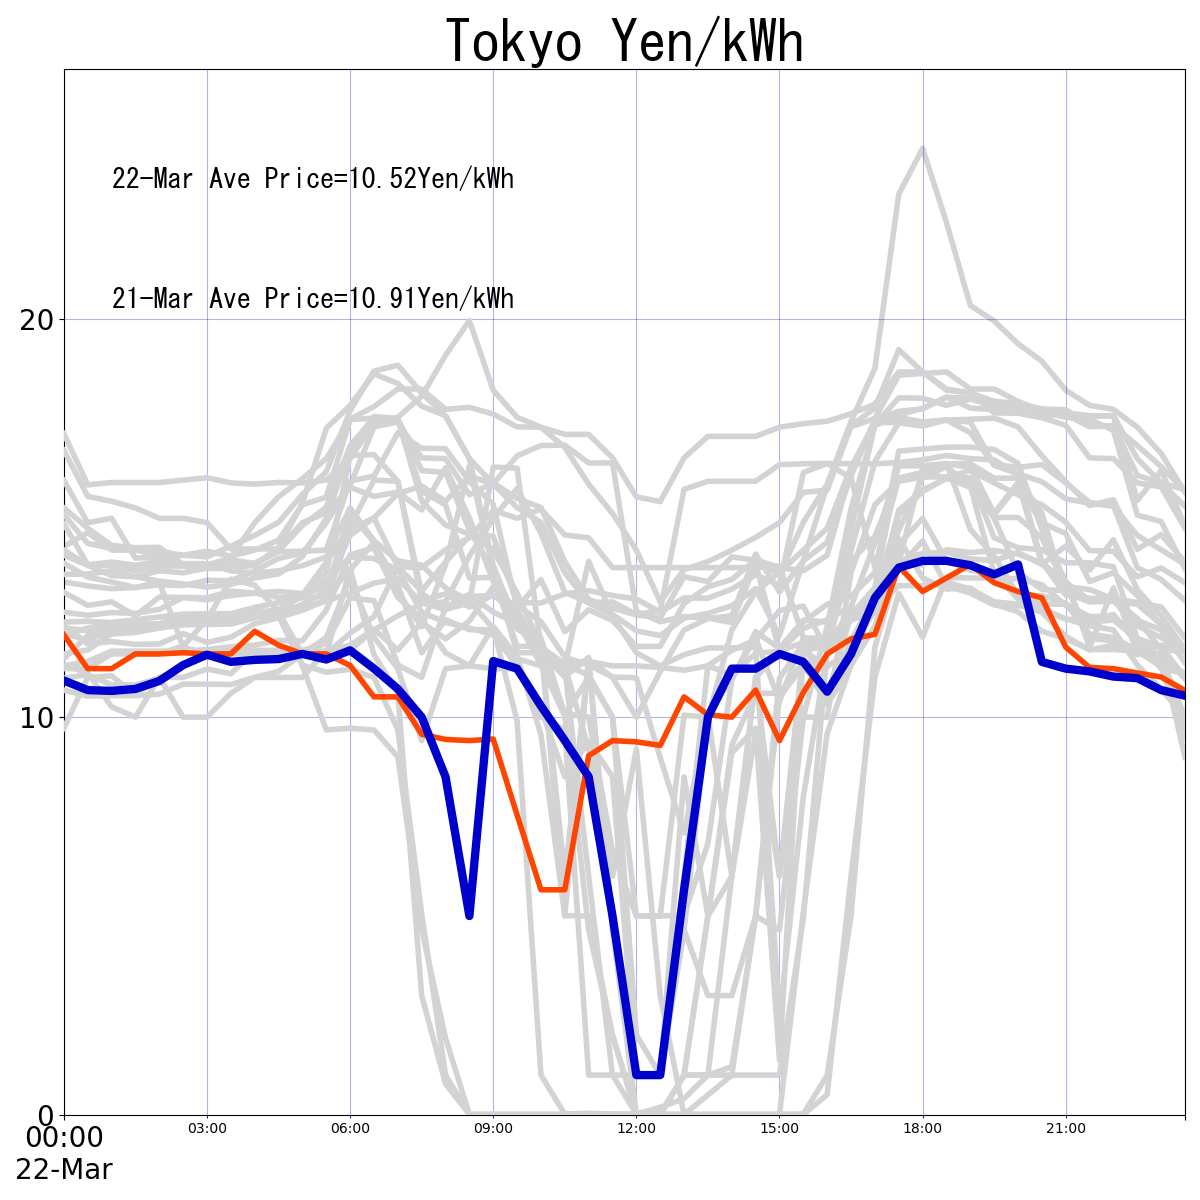 Tokyo Yen/kWh
22-Mar Ave Price=10.52Yen/kWh
21-Mar Ave Price=10.91Yen/kWh
20
10
0
00:00 03:00 06:00 09:00 12:00 15:00 18:00 21:00
22-Mar